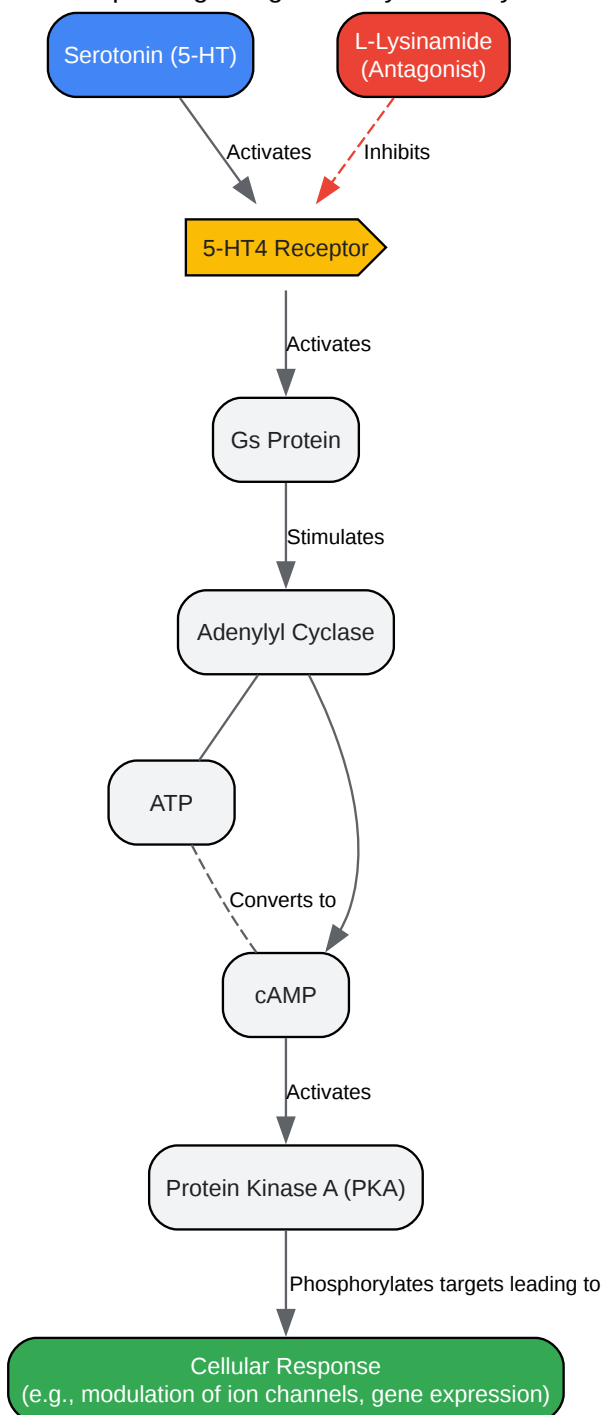 Serotonin (5-HT)
L-Lysinamide
(Antagonist)
Activates
Inhibits
5-HT4 Receptor
Activates
Gs Protein
Stimulates
Adenylyl Cyclase
ATP
Converts to
cAMP
Activates
Protein Kinase A (PKA)
Phosphorylates targets leading to
Cellular Response
(e.g., modulation of ion channels, gene expression)